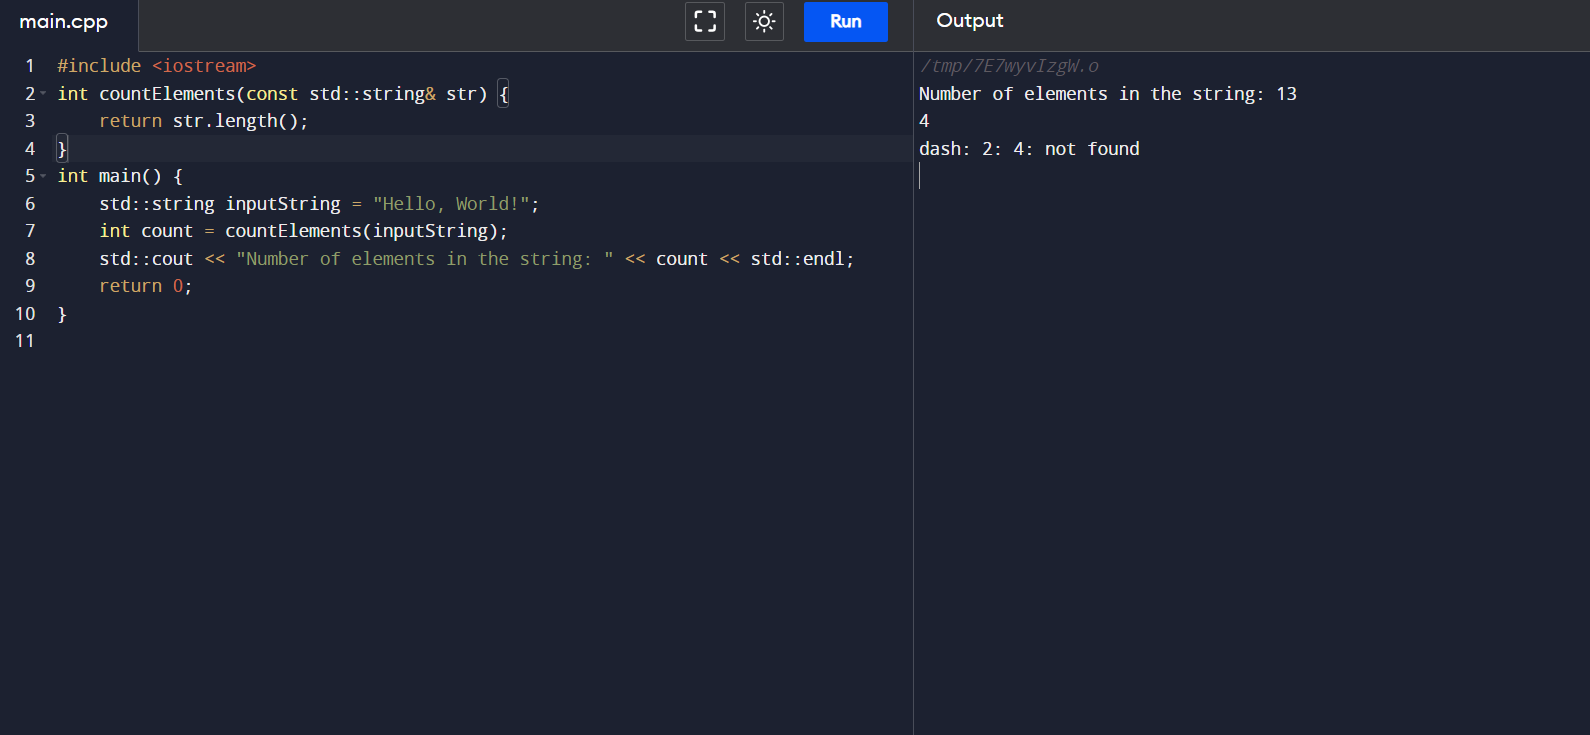 main.cpp
Run
Output
1 #include <iostream>
2 int countElements(const std::string& str) {
3     return str.length();
4 }
5 int main() {
6     std::string inputString = "Hello, World!";
7     int count = countElements(inputString);
8     std::cout << "Number of elements in the string: " << count << std::endl;
9     return 0;
10 }
11
/tmp/7E7wyvIzgW.o
Number of elements in the string: 13
4
dash: 2: 4: not found